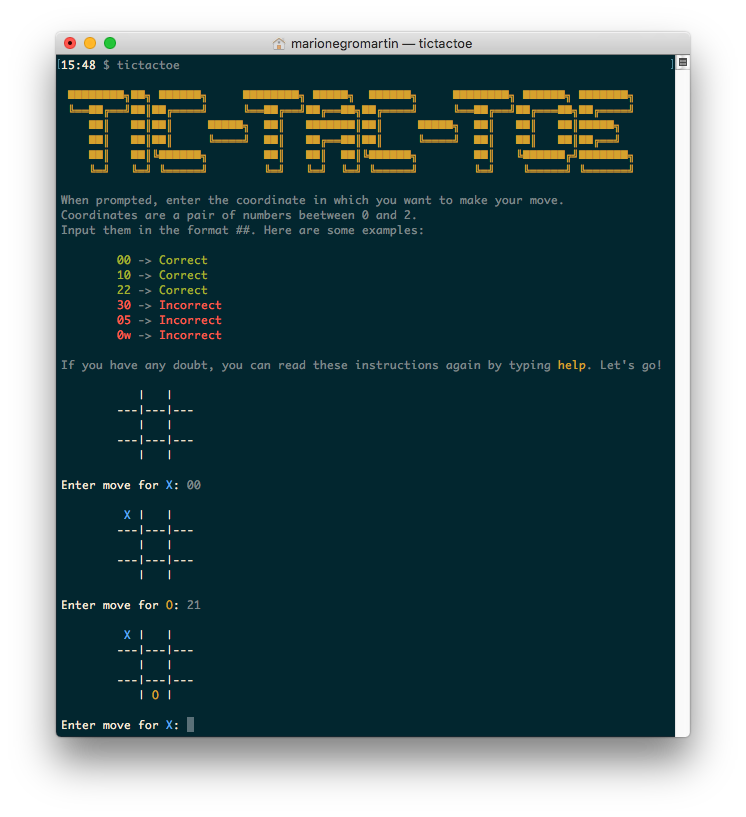 marionegromartin — tictactoe
[15:48 $ tictactoe ]
TIC-TAC-TOE
When prompted, enter the coordinate in which you want to make your move.
Coordinates are a pair of numbers beetween 0 and 2.
Input them in the format ##. Here are some examples:
00 -> Correct
10 -> Correct
22 -> Correct
30 -> Incorrect
05 -> Incorrect
0w -> Incorrect
If you have any doubt, you can read these instructions again by typing help. Let's go!
|   |
---|---|---
|   |
---|---|---
|   |
Enter move for X: 00
X |   |
---|---|---
|   |
---|---|---
|   |
Enter move for O: 21
X |   |
---|---|---
|   |
---|---|---
| O |
Enter move for X: